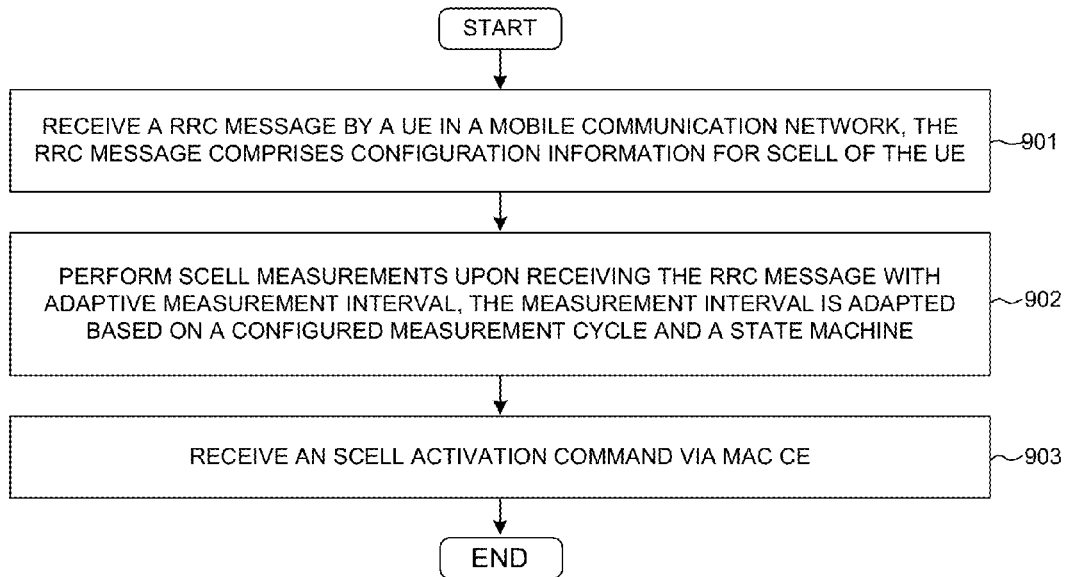 START
RECEIVE A RRC MESSAGE BY A UE IN A MOBILE COMMUNICATION NETWORK, THE
RRC MESSAGE COMPRISES CONFIGURATION INFORMATION FOR SCELL OF THE UE
901
PERFORM SCELL MEASUREMENTS UPON RECEIVING THE RRC MESSAGE WITH
ADAPTIVE MEASUREMENT INTERVAL, THE MEASUREMENT INTERVAL IS ADAPTED
BASED ON A CONFIGURED MEASUREMENT CYCLE AND A STATE MACHINE
902
RECEIVE AN SCELL ACTIVATION COMMAND VIA MAC CE
903
END